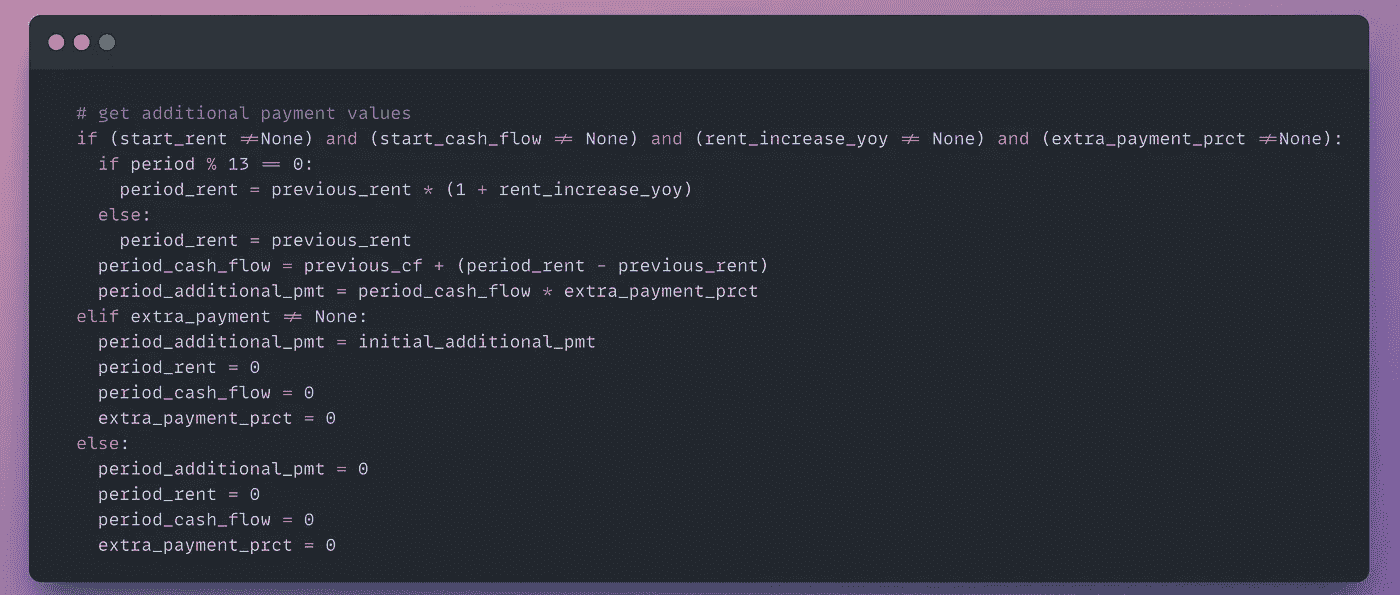 # get additional payment values
if (start_rent !=None) and (start_cash_flow != None) and (rent_increase_yoy != None) and (extra_payment_prct !=None):
  if period % 13 == 0:
    period_rent = previous_rent * (1 + rent_increase_yoy)
  else:
    period_rent = previous_rent
  period_cash_flow = previous_cf + (period_rent - previous_rent)
  period_additional_pmt = period_cash_flow * extra_payment_prct
elif extra_payment != None:
  period_additional_pmt = initial_additional_pmt
  period_rent = 0
  period_cash_flow = 0
  extra_payment_prct = 0
else:
  period_additional_pmt = 0
  period_rent = 0
  period_cash_flow = 0
  extra_payment_prct = 0